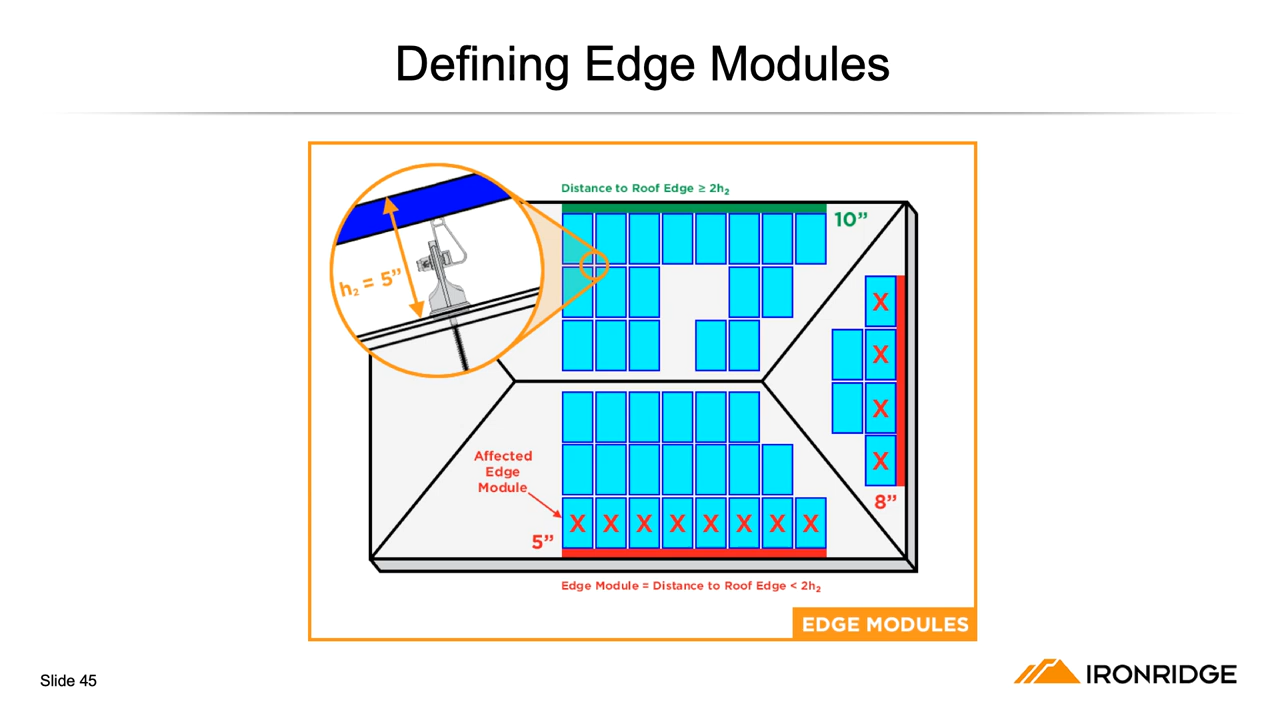 Defining Edge Modules
Distance to Roof Edge ≥ 2h₂
10”
h₂ = 5”
X
X
X
X
8”
Affected
Edge
Module
X X X X X X X X
5”
Edge Module = Distance to Roof Edge < 2h₂
EDGE MODULES
Slide 45
IRONRIDGE